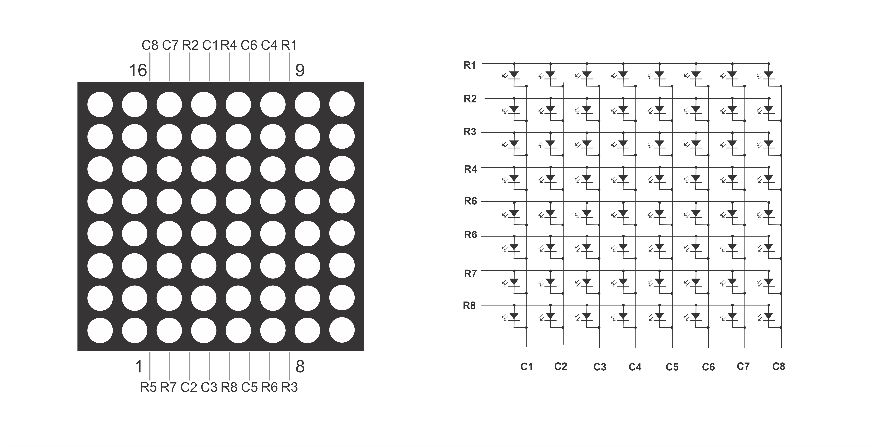 C8 C7 R2 C1 R4 C6 C4 R1
16 9
1 8
R5 R7 C2 C3 R8 C5 R6 R3
R1
R2
R3
R4
R6
R6
R7
R8
C1 C2 C3 C4 C5 C6 C7 C8